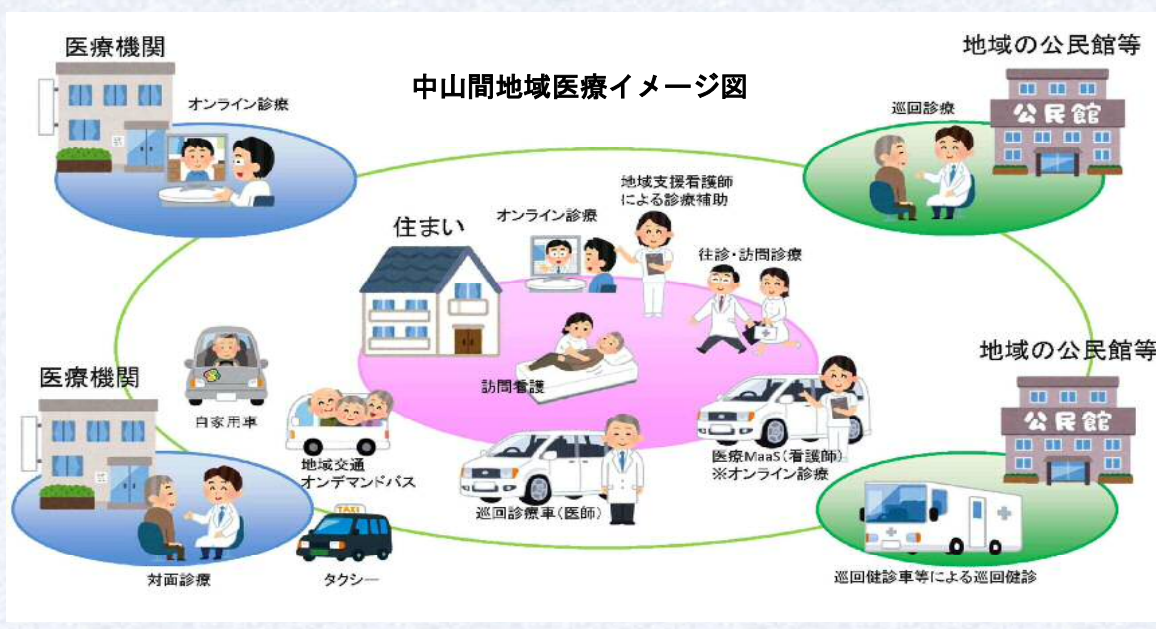 中山間地域医療イメージ図
医療機関
オンライン診療
地域の公民館等
巡回診療
公民館
住まい
オンライン診療
地域支援看護師
による診療補助
往診・訪問診療
訪問看護
巡回診療車(医師)
医療MaaS(看護師)
※オンライン診療
自家用車
地域交通
オンデマンドバス
TAXI
タクシー
医療機関
対面診療
地域の公民館等
公民館
巡回健診車等による巡回健診